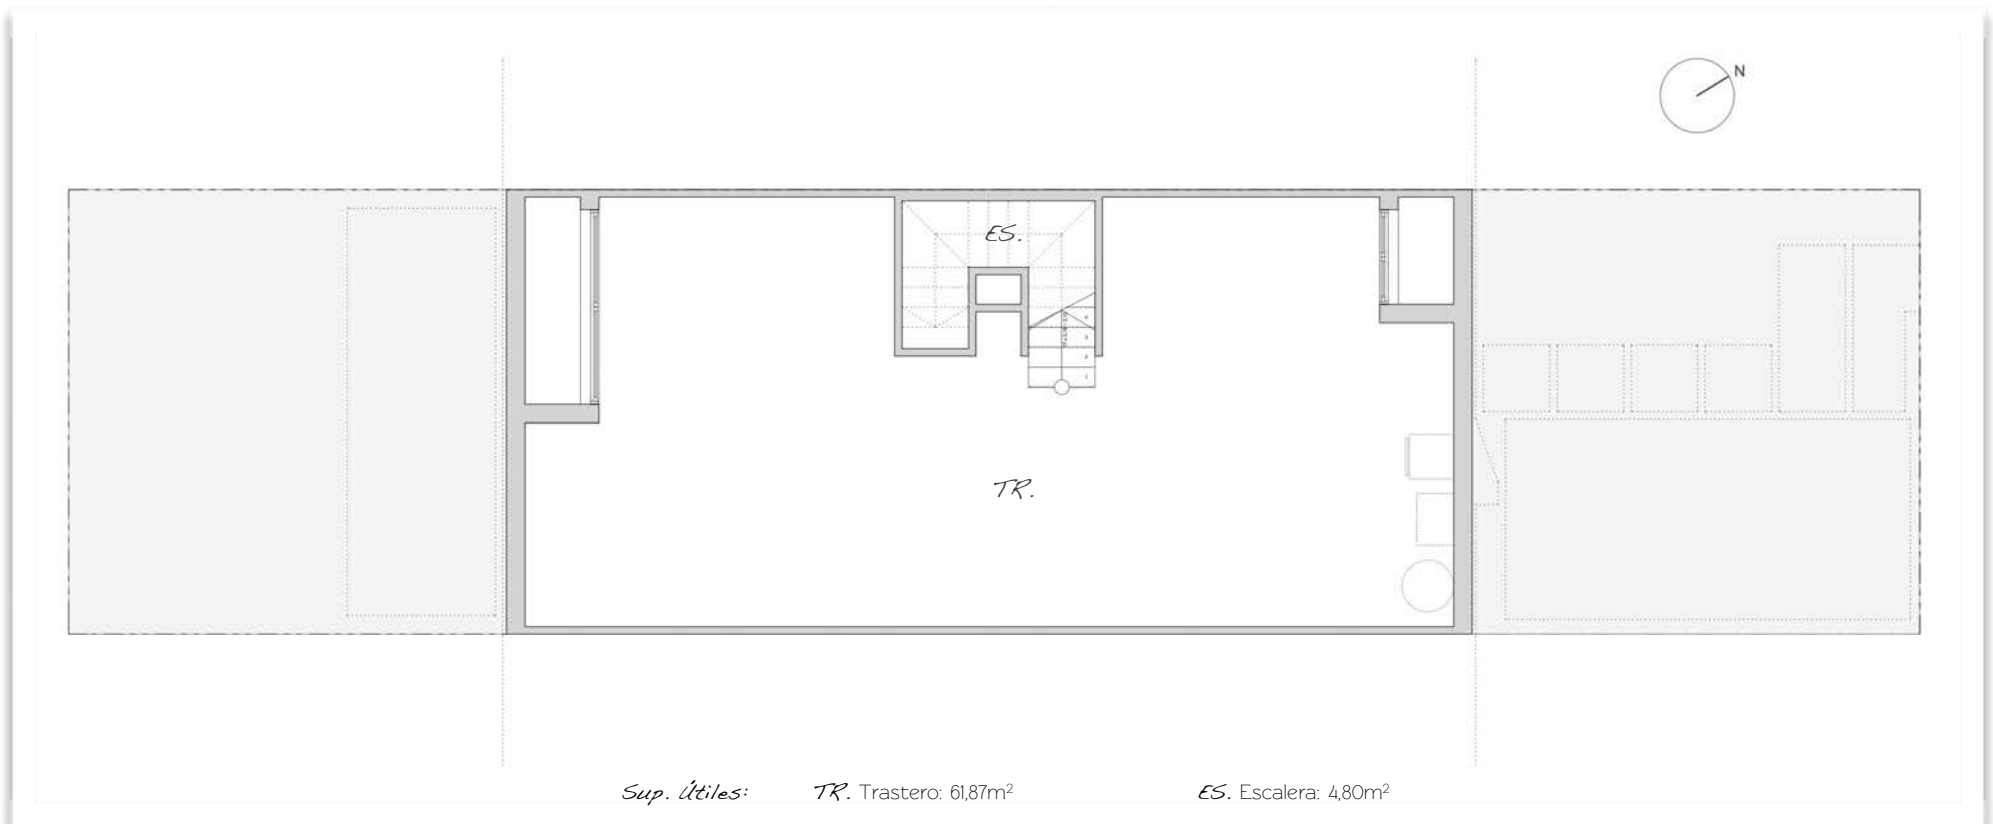 N
ES.
TR.
Sup. Útiles: TR. Trastero: 61,87m² ES. Escalera: 4,80m²